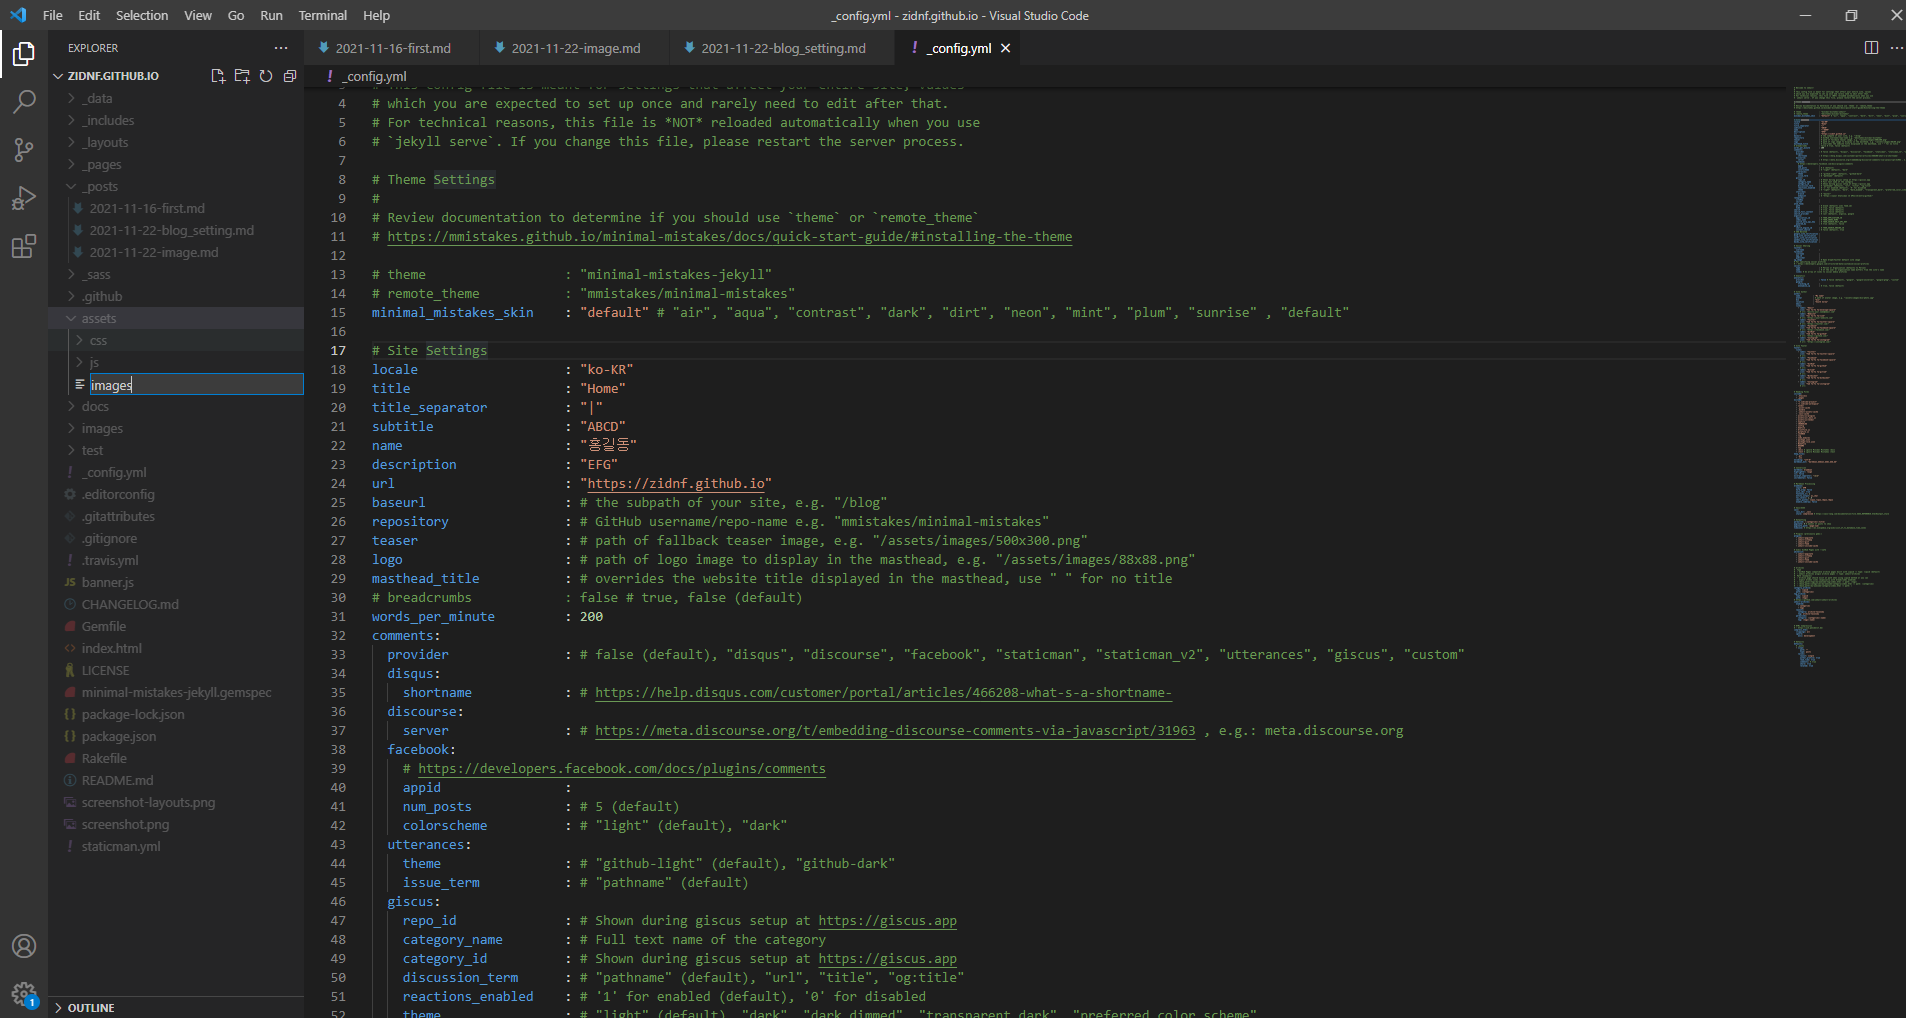 File Edit Selection View Go Run Terminal Help
_config.yml - zidnf.github.io - Visual Studio Code
EXPLORER
ZIDNF.GITHUB.IO
_data
_includes
_layouts
_pages
_posts
2021-11-16-first.md
2021-11-22-blog_setting.md
2021-11-22-image.md
_sass
.github
assets
css
js
images
docs
images
test
_config.yml
.editorconfig
.gitattributes
.gitignore
.travis.yml
banner.js
CHANGELOG.md
Gemfile
index.html
LICENSE
minimal-mistakes-jekyll.gemspec
package-lock.json
package.json
Rakefile
README.md
screenshot-layouts.png
screenshot.png
staticman.yml
OUTLINE
1
2021-11-16-first.md
2021-11-22-image.md
2021-11-22-blog_setting.md
! _config.yml
! _config.yml
3 # This config file is meant for settings that affect your entire site, values
4 # which you are expected to set up once and rarely need to edit after that.
5 # For technical reasons, this file is *NOT* reloaded automatically when you use
6 # `jekyll serve`. If you change this file, please restart the server process.
7
8 # Theme Settings
9 #
10 # Review documentation to determine if you should use `theme` or `remote_theme`
11 # https://mmistakes.github.io/minimal-mistakes/docs/quick-start-guide/#installing-the-theme
12
13 # theme : "minimal-mistakes-jekyll"
14 # remote_theme : "mmistakes/minimal-mistakes"
15 minimal_mistakes_skin : "default" # "air", "aqua", "contrast", "dark", "dirt", "neon", "mint", "plum", "sunrise" , "default"
16
17 # Site Settings
18 locale : "ko-KR"
19 title : "Home"
20 title_separator : "|"
21 subtitle : "ABCD"
22 name : "홍길동"
23 description : "EFG"
24 url : "https://zidnf.github.io"
25 baseurl : # the subpath of your site, e.g. "/blog"
26 repository : # GitHub username/repo-name e.g. "mmistakes/minimal-mistakes"
27 teaser : # path of fallback teaser image, e.g. "/assets/images/500x300.png"
28 logo : # path of logo image to display in the masthead, e.g. "/assets/images/88x88.png"
29 masthead_title : # overrides the website title displayed in the masthead, use " " for no title
30 # breadcrumbs : false # true, false (default)
31 words_per_minute : 200
32 comments:
33 provider : # false (default), "disqus", "discourse", "facebook", "staticman", "staticman_v2", "utterances", "giscus", "custom"
34 disqus:
35 shortname : # https://help.disqus.com/customer/portal/articles/466208-what-s-a-shortname-
36 discourse:
37 server : # https://meta.discourse.org/t/embedding-discourse-comments-via-javascript/31963 , e.g.: meta.discourse.org
38 facebook:
39 # https://developers.facebook.com/docs/plugins/comments
40 appid :
41 num_posts : # 5 (default)
42 colorscheme : # "light" (default), "dark"
43 utterances:
44 theme : # "github-light" (default), "github-dark"
45 issue_term : # "pathname" (default)
46 giscus:
47 repo_id : # Shown during giscus setup at https://giscus.app
48 category_name : # Full text name of the category
49 category_id : # Shown during giscus setup at https://giscus.app
50 discussion_term : # "pathname" (default), "url", "title", "og:title"
51 reactions_enabled : # '1' for enabled (default), '0' for disabled
52 theme : # "light" (default), "dark", "dark_dimmed", "transparent_dark", "preferred_color_scheme"